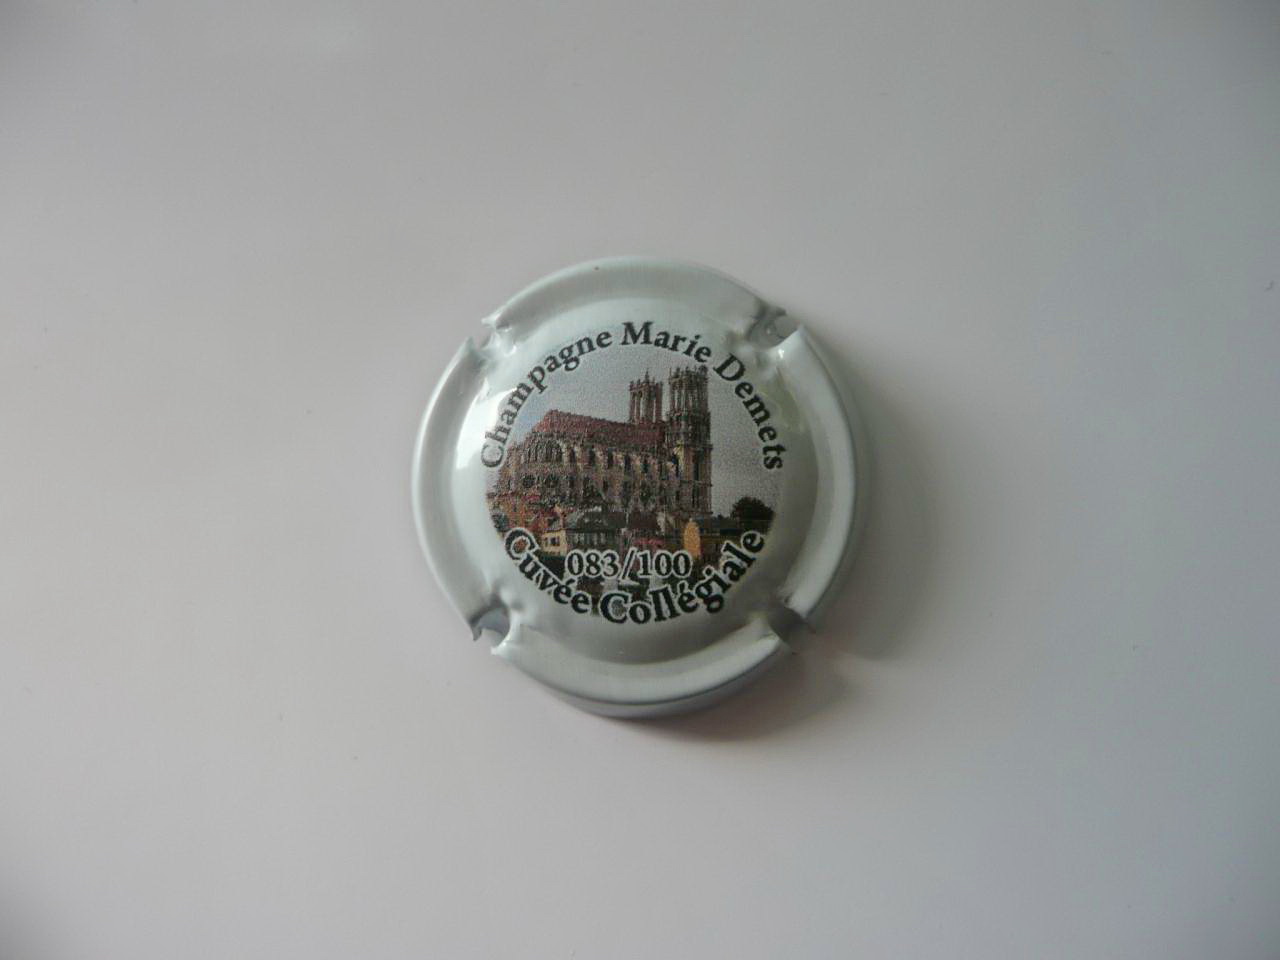 Champagne Marie Demets
083/100
Cuvée Collégiale